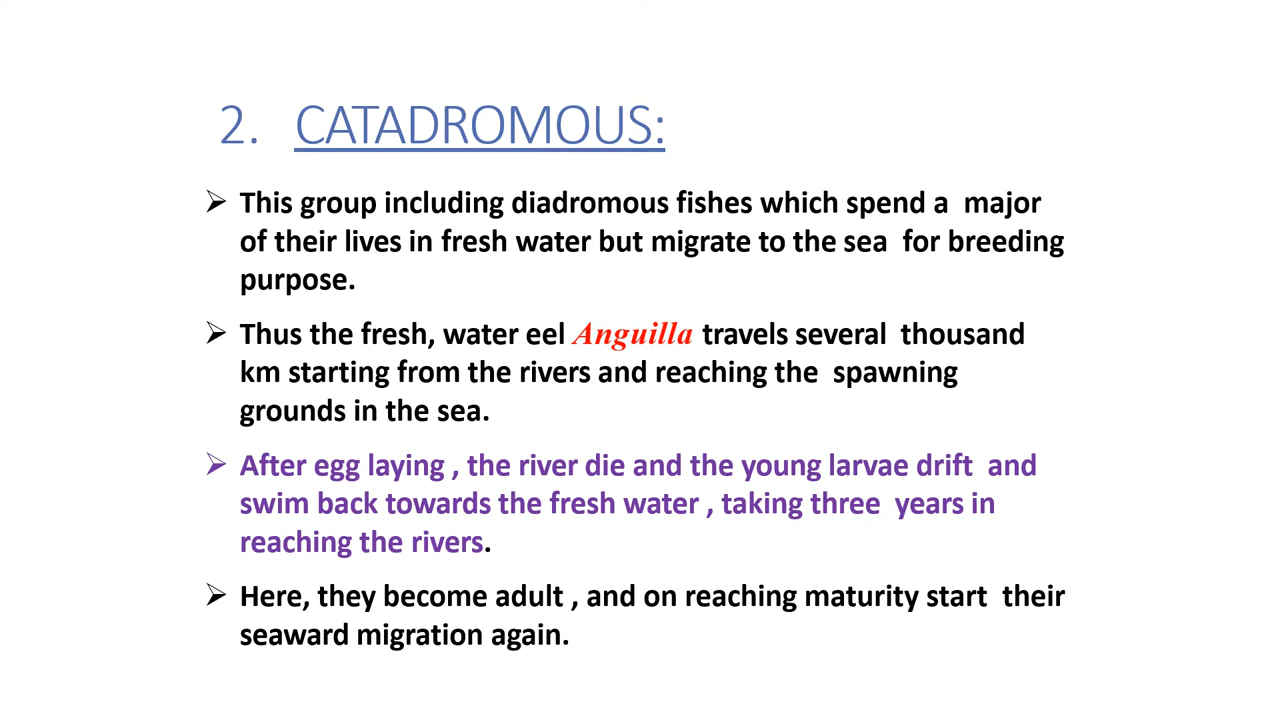 2. CATADROMOUS:
➢ This group including diadromous fishes which spend a major
of their lives in fresh water but migrate to the sea for breeding
purpose.
➢ Thus the fresh, water eel Anguilla travels several thousand
km starting from the rivers and reaching the spawning
grounds in the sea.
➢ After egg laying , the river die and the young larvae drift and
swim back towards the fresh water , taking three years in
reaching the rivers.
➢ Here, they become adult , and on reaching maturity start their
seaward migration again.